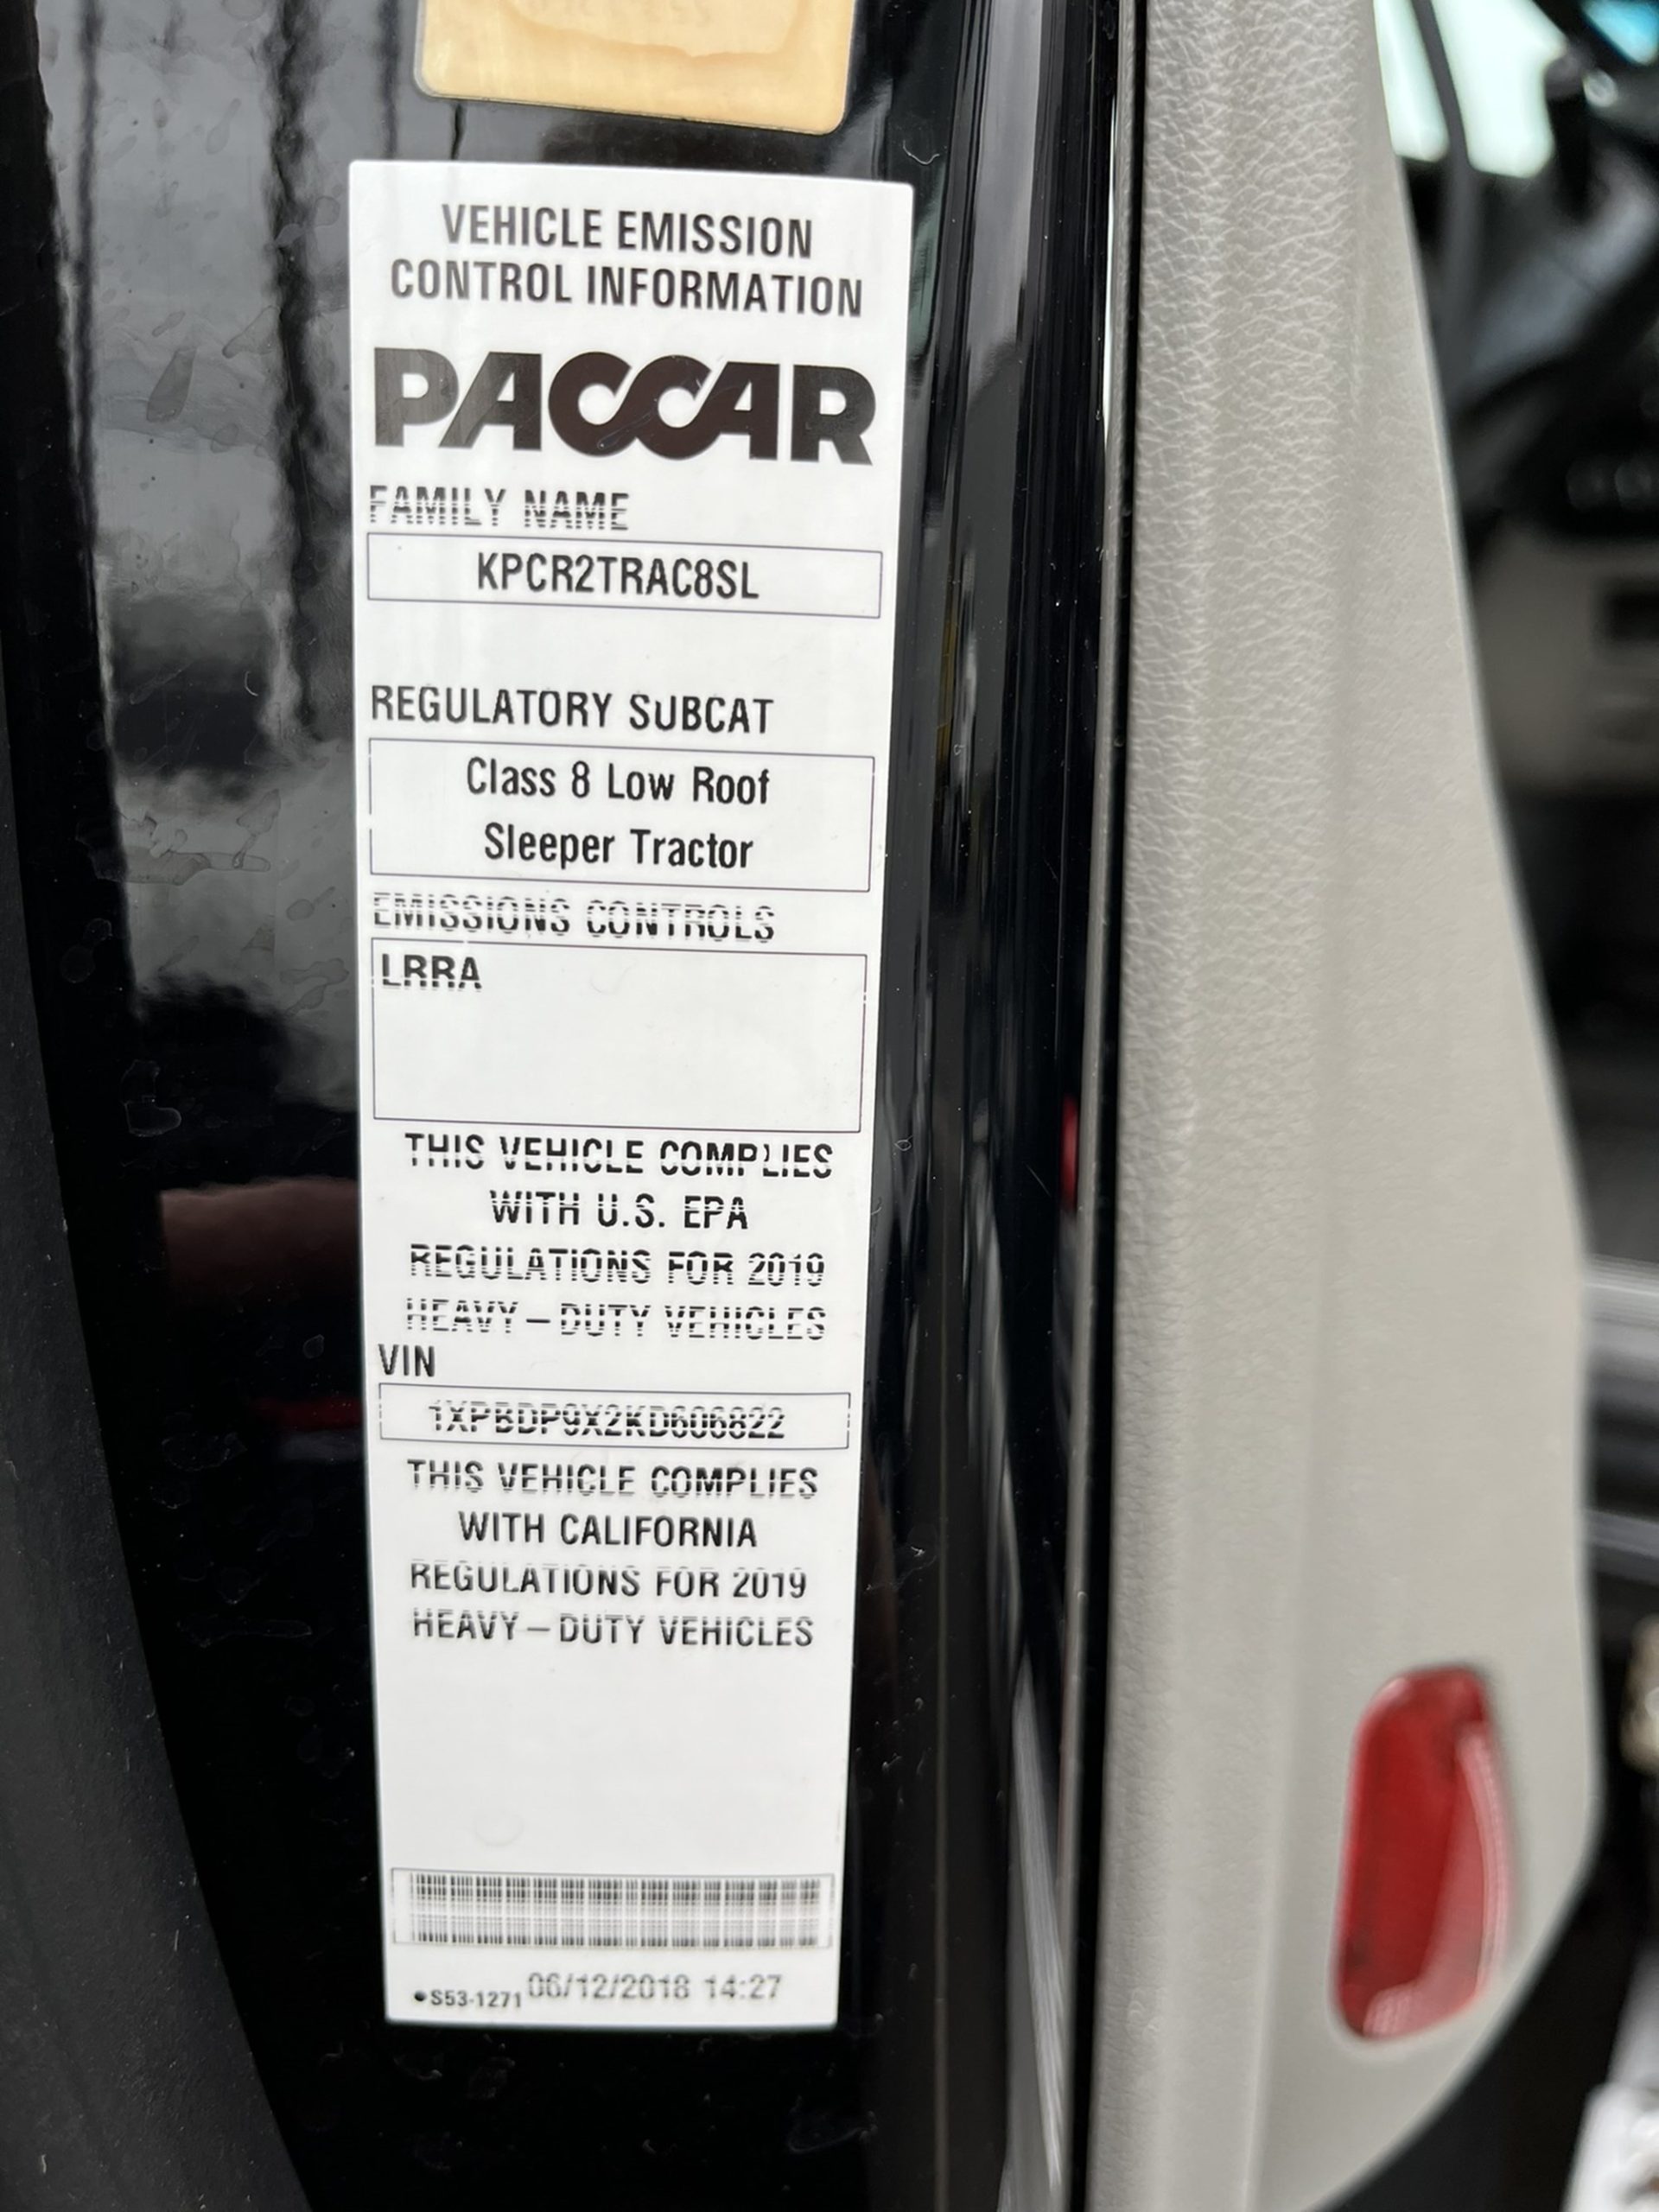 VEHICLE EMISSION
CONTROL INFORMATION
PACCAR
FAMILY NAME
KPCR2TRAC8SL
REGULATORY SUBCAT
Class 8 Low Roof
Sleeper Tractor
EMISSIONS CONTROLS
LRRA
THIS VEHICLE COMPLIES
WITH U.S. EPA
REGULATIONS FOR 2019
HEAVY-DUTY VEHICLES
VIN
1XPBDP9X2KD606822
THIS VEHICLE COMPLIES
WITH CALIFORNIA
REGULATIONS FOR 2019
HEAVY-DUTY VEHICLES
•S53-1271 06/12/2018 14:27